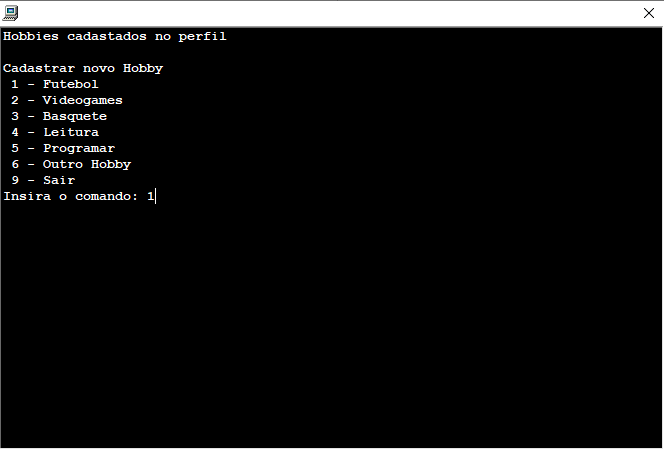 Hobbies cadastados no perfil
Cadastrar novo Hobby
1 - Futebol
2 - Videogames
3 - Basquete
4 - Leitura
5 - Programar
6 - Outro Hobby
9 - Sair
Insira o comando: 1